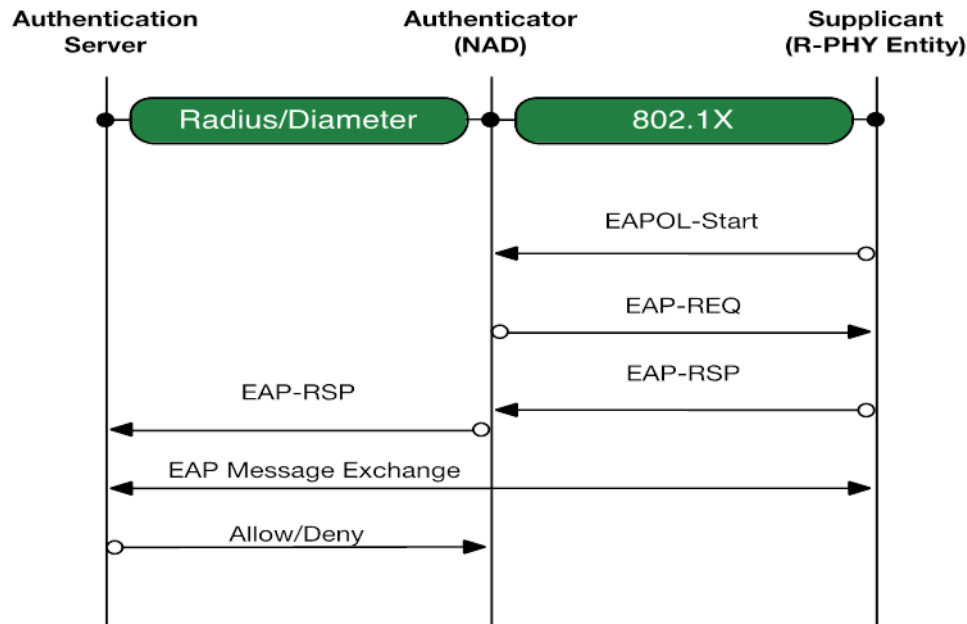 Authentication
Server
Authenticator
(NAD)
Supplicant
(R-PHY Entity)
Radius/Diameter
802.1X
EAPOL-Start
EAP-REQ
EAP-RSP
EAP-RSP
EAP Message Exchange
Allow/Deny